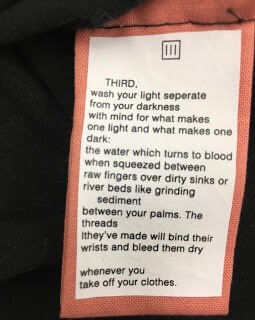 III
THIRD,
wash your light seperate
from your darkness
with mind for what makes
one light and what makes one
dark:
the water which turns to blood
when squeezed between
raw fingers over dirty sinks or
river beds like grinding
sediment
between your palms. The
threads
Ithey've made will bind their
wrists and bleed them dry
whenever you
take off your clothes.